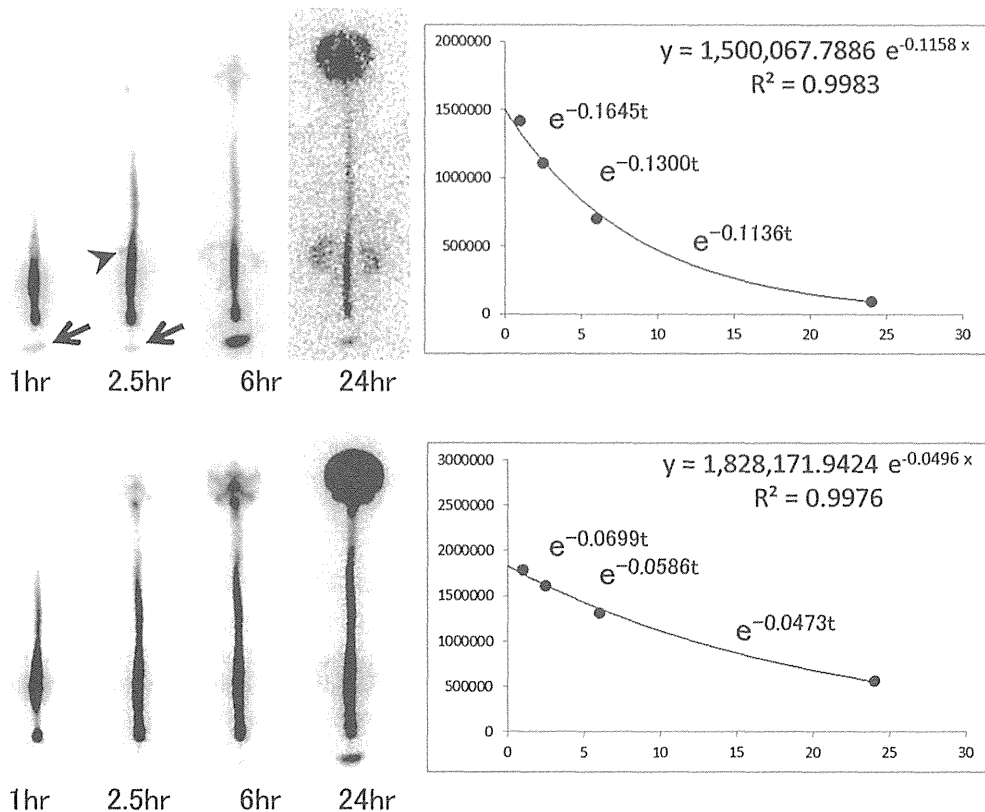 1hr 2.5hr 6hr 24hr
2000000
1500000
1000000
500000
0
0 5 10 15 20 25 30
y = 1,500,067.7886 e^-0.1158 x
R² = 0.9983
e^-0.1645t
e^-0.1300t
e^-0.1136t
1hr 2.5hr 6hr 24hr
3000000
2500000
2000000
1500000
1000000
500000
0
0 5 10 15 20 25 30
y = 1,828,171.9424 e^-0.0496 x
R² = 0.9976
e^-0.0699t
e^-0.0586t
e^-0.0473t